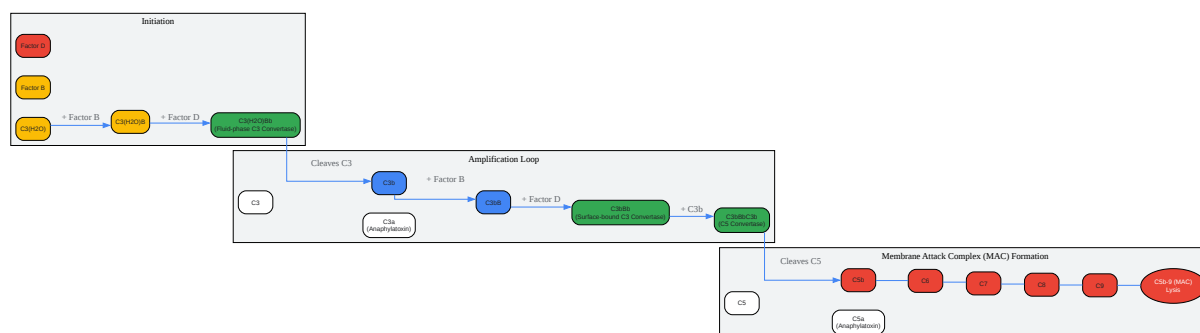 Initiation
Factor D
Factor B
C3(H2O)
+ Factor B
C3(H2O)B
+ Factor D
C3(H2O)Bb
(Fluid-phase C3 Convertase)
Amplification Loop
Cleaves C3
C3
C3b
C3a
(Anaphylatoxin)
+ Factor B
C3bB
+ Factor D
C3bBb
(Surface-bound C3 Convertase)
+ C3b
C3bBbC3b
(C5 Convertase)
Membrane Attack Complex (MAC) Formation
Cleaves C5
C5
C5b
C5a
(Anaphylatoxin)
C6
C7
C8
C9
C5b-9 (MAC)
Lysis